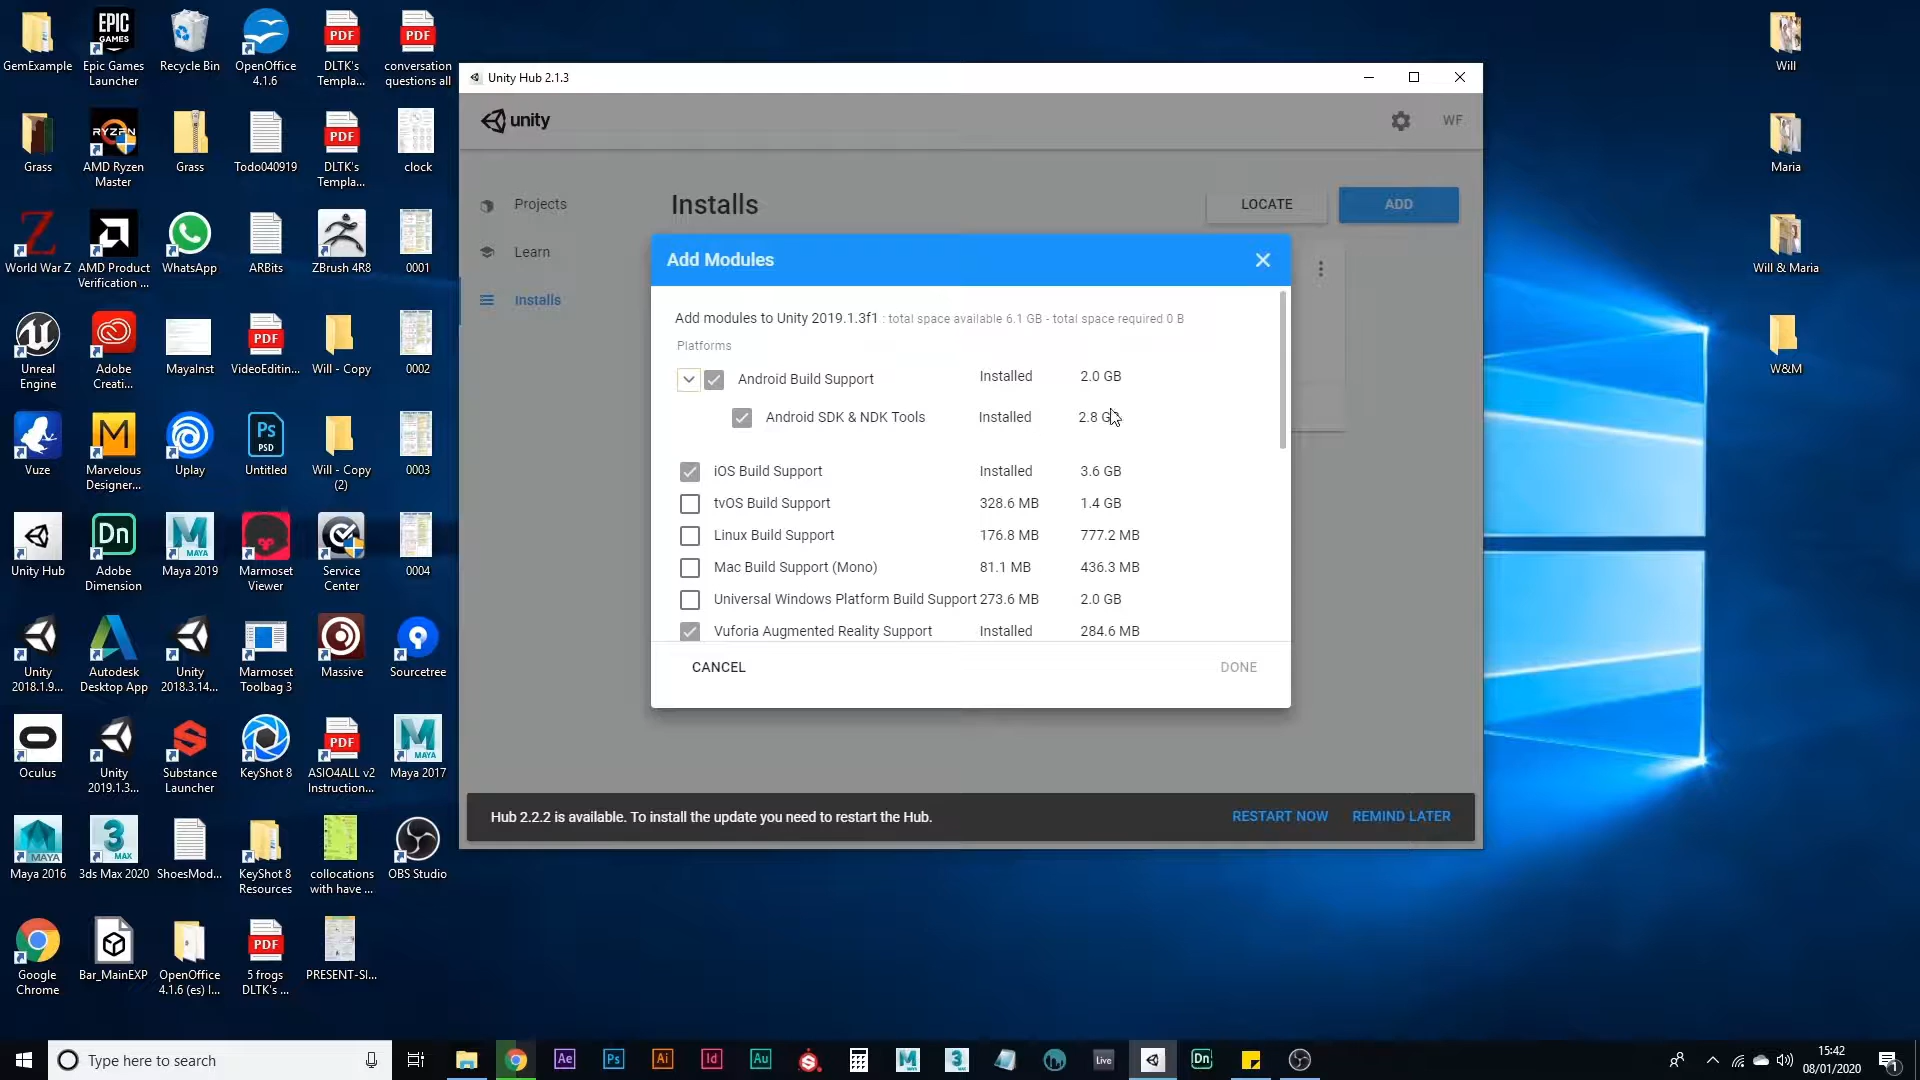 GemExample
Epic Games
Launcher
Recycle Bin
OpenOffice
4.1.6
DLTK's
Templa...
conversation
questions all
Grass
AMD Ryzen
Master
Grass
Todo040919
DLTK's
Templa...
clock
World War Z
AMD Product
Verification ...
WhatsApp
ARBits
ZBrush 4R8
0001
Unreal
Engine
Adobe
Creati...
MayaInst
VideoEditin...
Will - Copy
0002
Vuze
Marvelous
Designer...
Uplay
Untitled
Will - Copy
(2)
0003
Unity Hub
Adobe
Dimension
Maya 2019
Marmoset
Viewer
Service
Center
0004
Unity
2018.1.9...
Autodesk
Desktop App
Unity
2018.3.14...
Marmoset
Toolbag 3
Massive
Sourcetree
Oculus
Unity
2019.1.3...
Substance
Launcher
KeyShot 8
ASIO4ALL v2
Instruction...
Maya 2017
Maya 2016
3ds Max 2020
ShoesMod...
KeyShot 8
Resources
collocations
with have ...
OBS Studio
Google
Chrome
Bar_MainEXP
OpenOffice
4.1.6 (es) I...
5 frogs
DLTK's ...
PRESENT-SI...
Unity Hub 2.1.3
unity
WF
Projects
Learn
Installs
Installs
LOCATE
ADD
Add Modules
Add modules to Unity 2019.1.3f1 : total space available 6.1 GB - total space required 0 B
Platforms
Android Build Support Installed 2.0 GB
Android SDK & NDK Tools Installed 2.8
iOS Build Support Installed 3.6 GB
tvOS Build Support 328.6 MB 1.4 GB
Linux Build Support 176.8 MB 777.2 MB
Mac Build Support (Mono) 81.1 MB 436.3 MB
Universal Windows Platform Build Support 273.6 MB 2.0 GB
Vuforia Augmented Reality Support Installed 284.6 MB
CANCEL
DONE
Hub 2.2.2 is available. To install the update you need to restart the Hub.
RESTART NOW
REMIND LATER
Will
Maria
Will & Maria
W&M
Type here to search
Ae
Ps
Ai
Id
Au
Live
Dn
15:42
08/01/2020